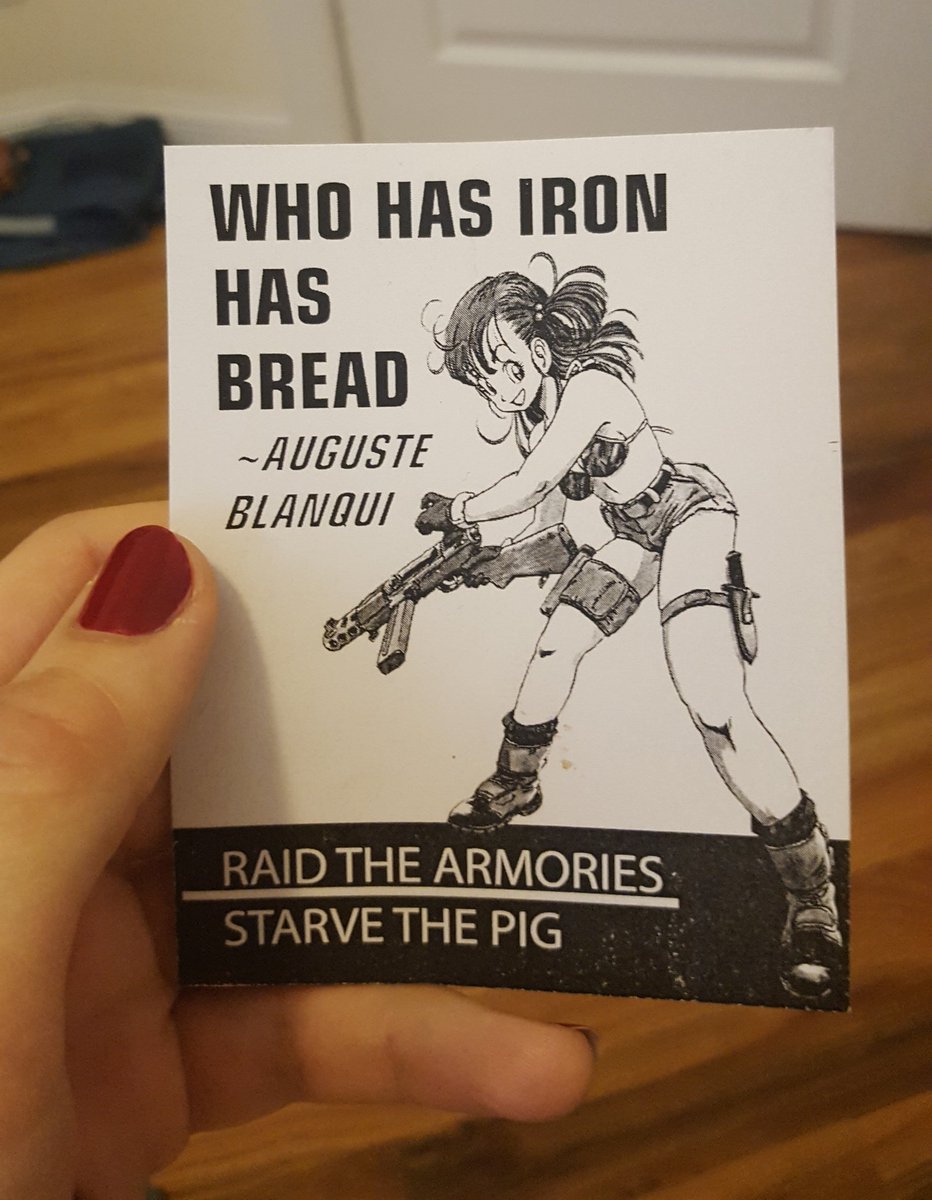 WHO HAS IRON
HAS
BREAD
~AUGUSTE
BLANQUI
RAID THE ARMORIES
STARVE THE PIG